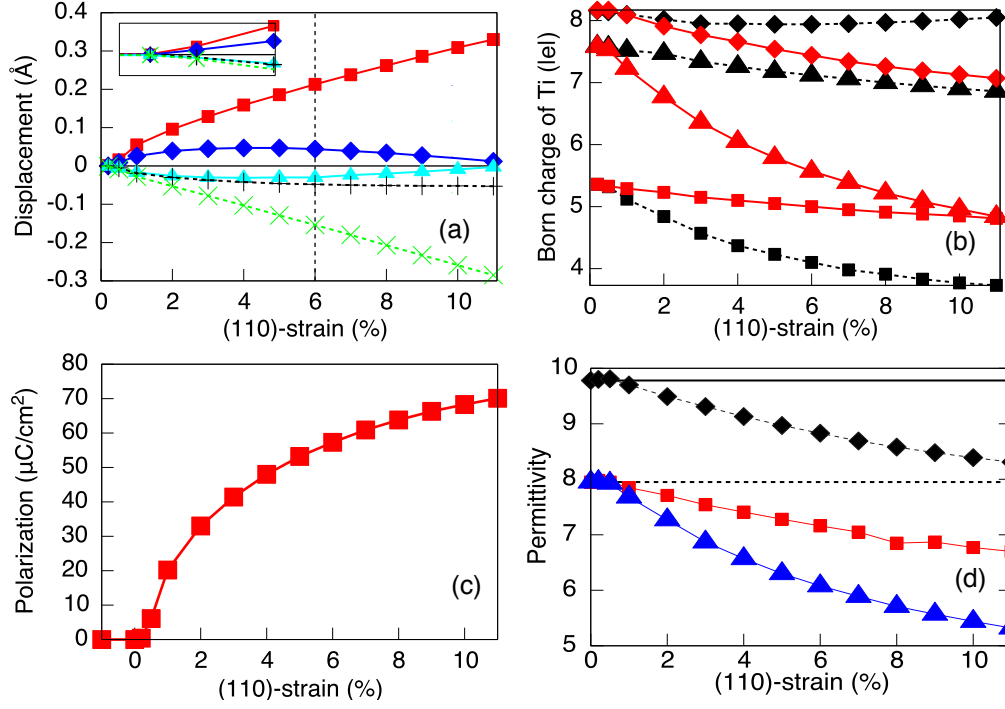 0.4
0.3
0.2
0.1
0
-0.1
-0.2
-0.3
Displacement (Å)
(a)
0 2 4 6 8 10
(110)-strain (%)
8
7
6
5
4
Born charge of Ti (lel)
(b)
0 2 4 6 8 10
(110)-strain (%)
80
70
60
50
40
30
20
10
0
Polarization (µC/cm²)
(c)
0 2 4 6 8 10
(110)-strain (%)
10
9
8
7
6
5
Permittivity
(d)
0 2 4 6 8 10
(110)-strain (%)